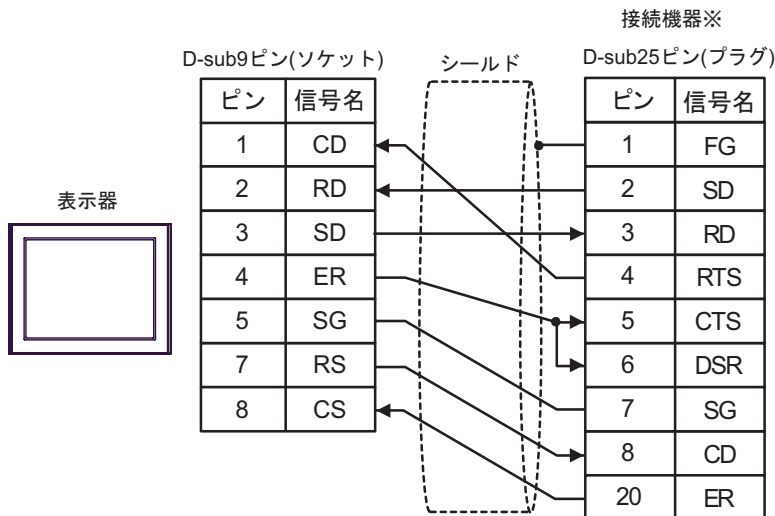 接続機器※
D-sub9ピン(ソケット)
シールド
D-sub25ピン(プラグ)
表示器
ピン 信号名
1 CD
2 RD
3 SD
4 ER
5 SG
7 RS
8 CS
ピン 信号名
1 FG
2 SD
3 RD
4 RTS
5 CTS
6 DSR
7 SG
8 CD
20 ER